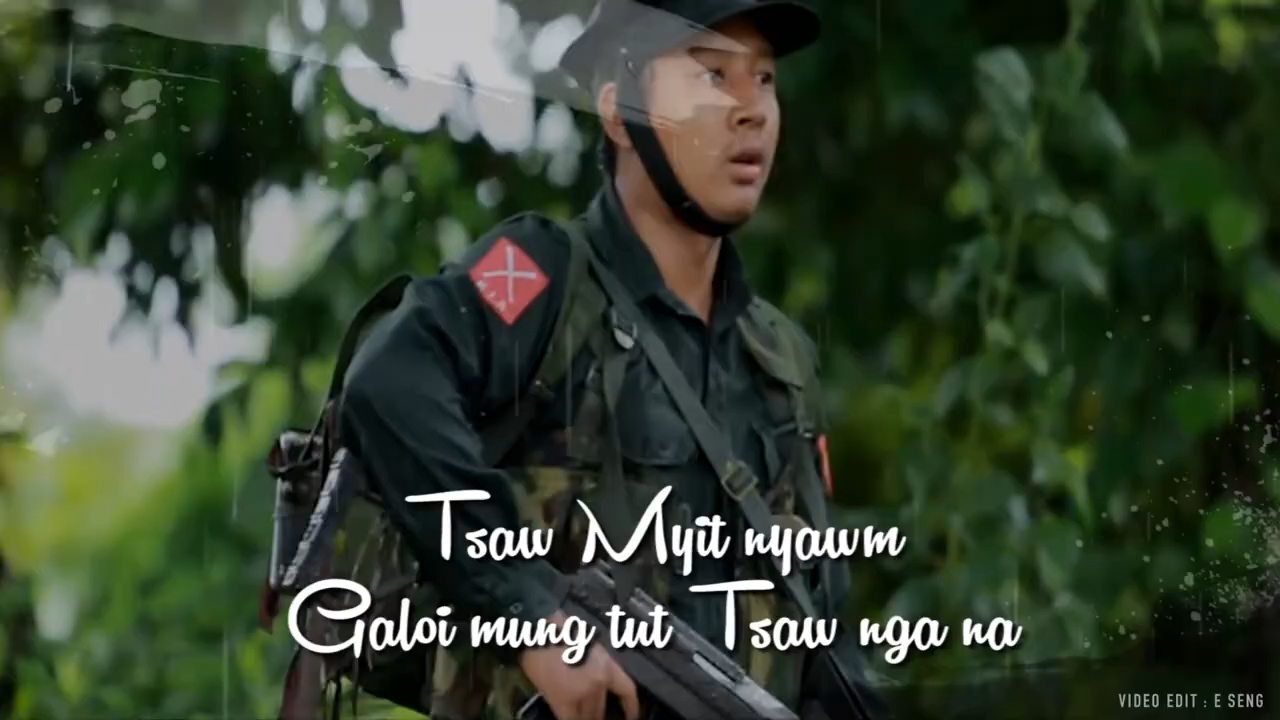 K.I.A
Tsaw Myit nyawm
Galoi mung tut Tsaw nga na
VIDEO EDIT : E SENG